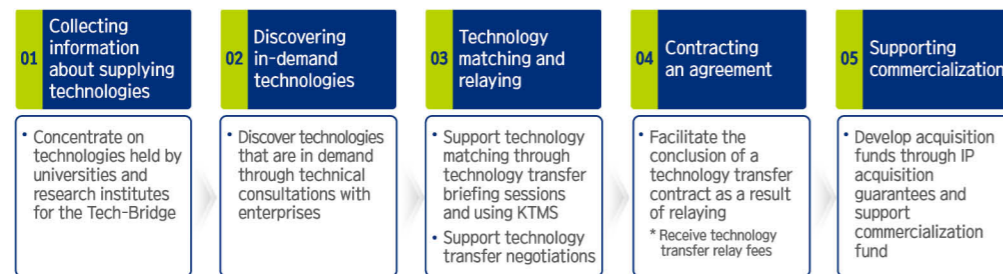 01
Collecting
information
about supplying
technologies
• Concentrate on
technologies held by
universities and
research institutes
for the Tech-Bridge
02
Discovering
in-demand
technologies
• Discover technologies
that are in demand
through technical
consultations with
enterprises
03
Technology
matching and
relaying
• Support technology
matching through
technology transfer
briefing sessions
and using KTMS
• Support technology
transfer negotiations
04
Contracting
an agreement
• Facilitate the
conclusion of a
technology transfer
contract as a result
of relaying
* Receive technology
transfer relay fees
05
Supporting
commercialization
• Develop acquisition
funds through IP
acquisition
guarantees and
support
commercialization
fund